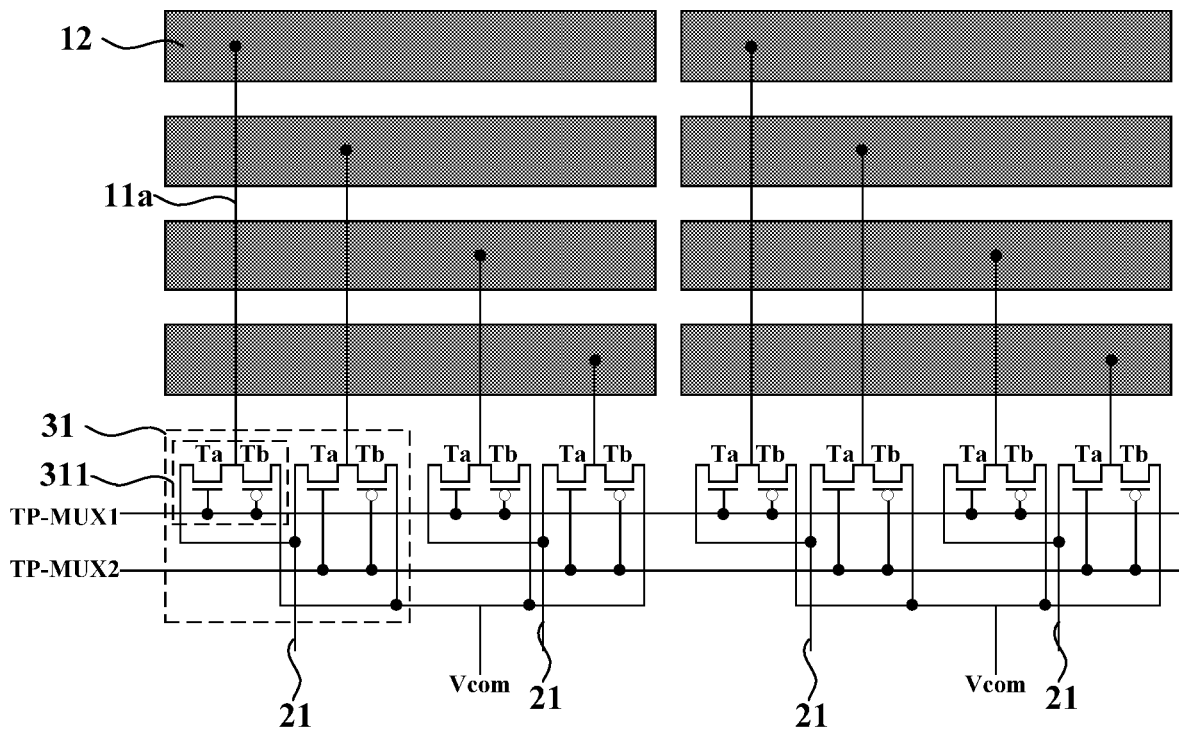 12
11a
31
Ta Tb Ta Tb Ta Tb Ta Tb Ta Tb Ta Tb Ta Tb Ta Tb
311
TP-MUX1
TP-MUX2
21 Vcom 21 21 Vcom 21